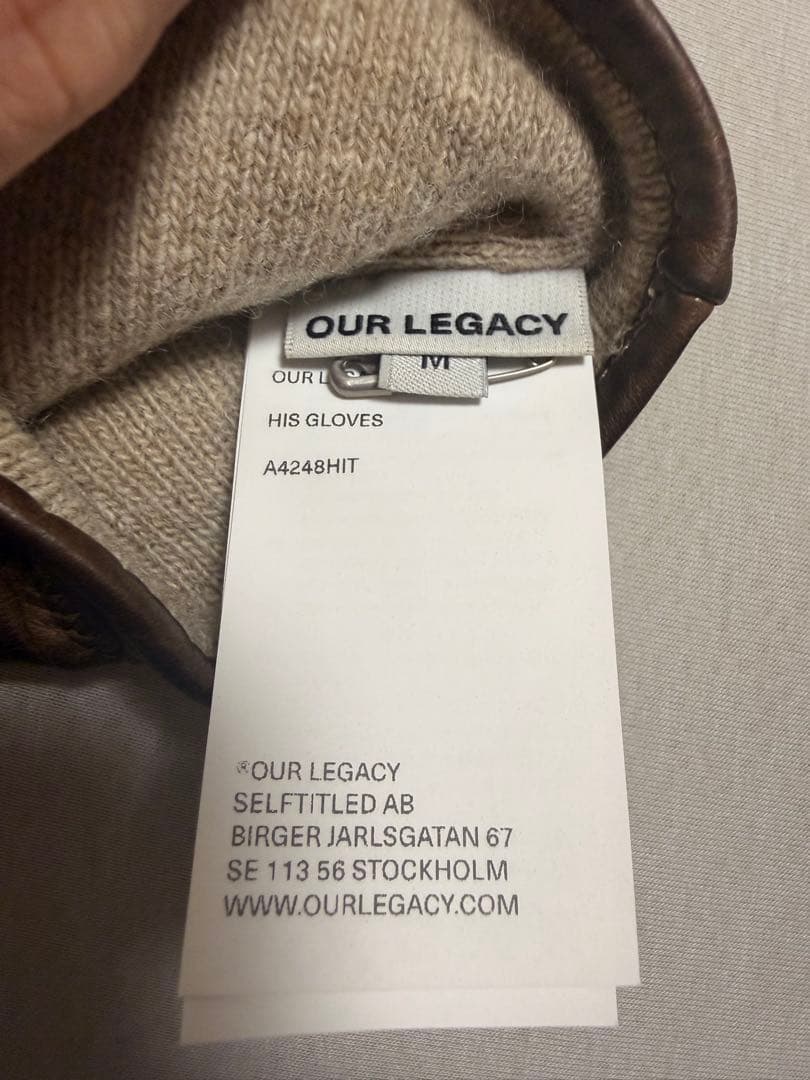 OUR LEGACY
M
OUR L
HIS GLOVES
A4248HIT
®OUR LEGACY
SELFTITLED AB
BIRGER JARLSGATAN 67
SE 113 56 STOCKHOLM
WWW.OURLEGACY.COM